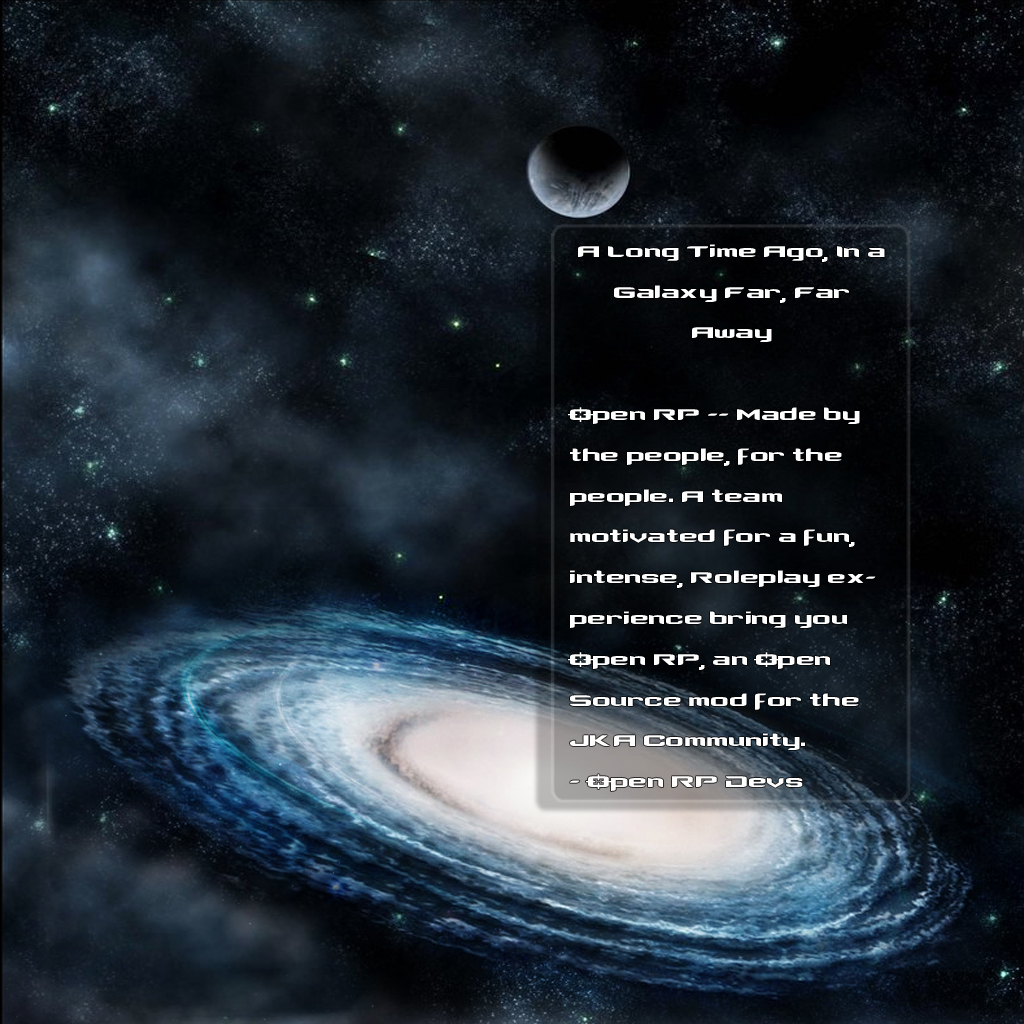 A Long Time Ago, In a
Galaxy Far, Far
Away
Open RP -- Made by
the people, for the
people. A team
motivated for a fun,
intense, Roleplay ex-
perience bring you
Open RP, an Open
Source mod for the
JKA Community.
- Open RP Devs